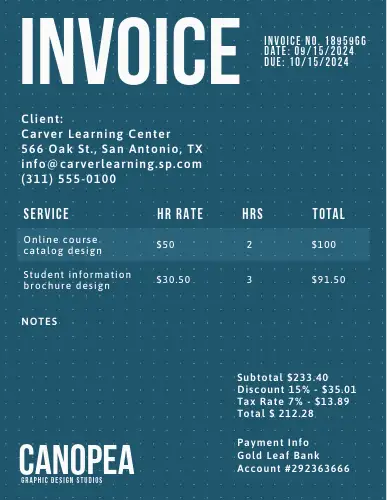 INVOICE
INVOICE NO. 189596G
DATE: 09/15/2024
DUE: 10/15/2024
Client:
Carver Learning Center
566 Oak St., San Antonio, TX
info@carverlearning.sp.com
(311) 555-0100
SERVICE HR RATE HRS TOTAL
Online course
catalog design $50 2 $100
Student information
brochure design $30.50 3 $91.50
NOTES
Subtotal $233.40
Discount 15% - $35.01
Tax Rate 7% - $13.89
Total $ 212.28
Payment Info
Gold Leaf Bank
Account #292363666
CANOPEA
GRAPHIC DESIGN STUDIOS